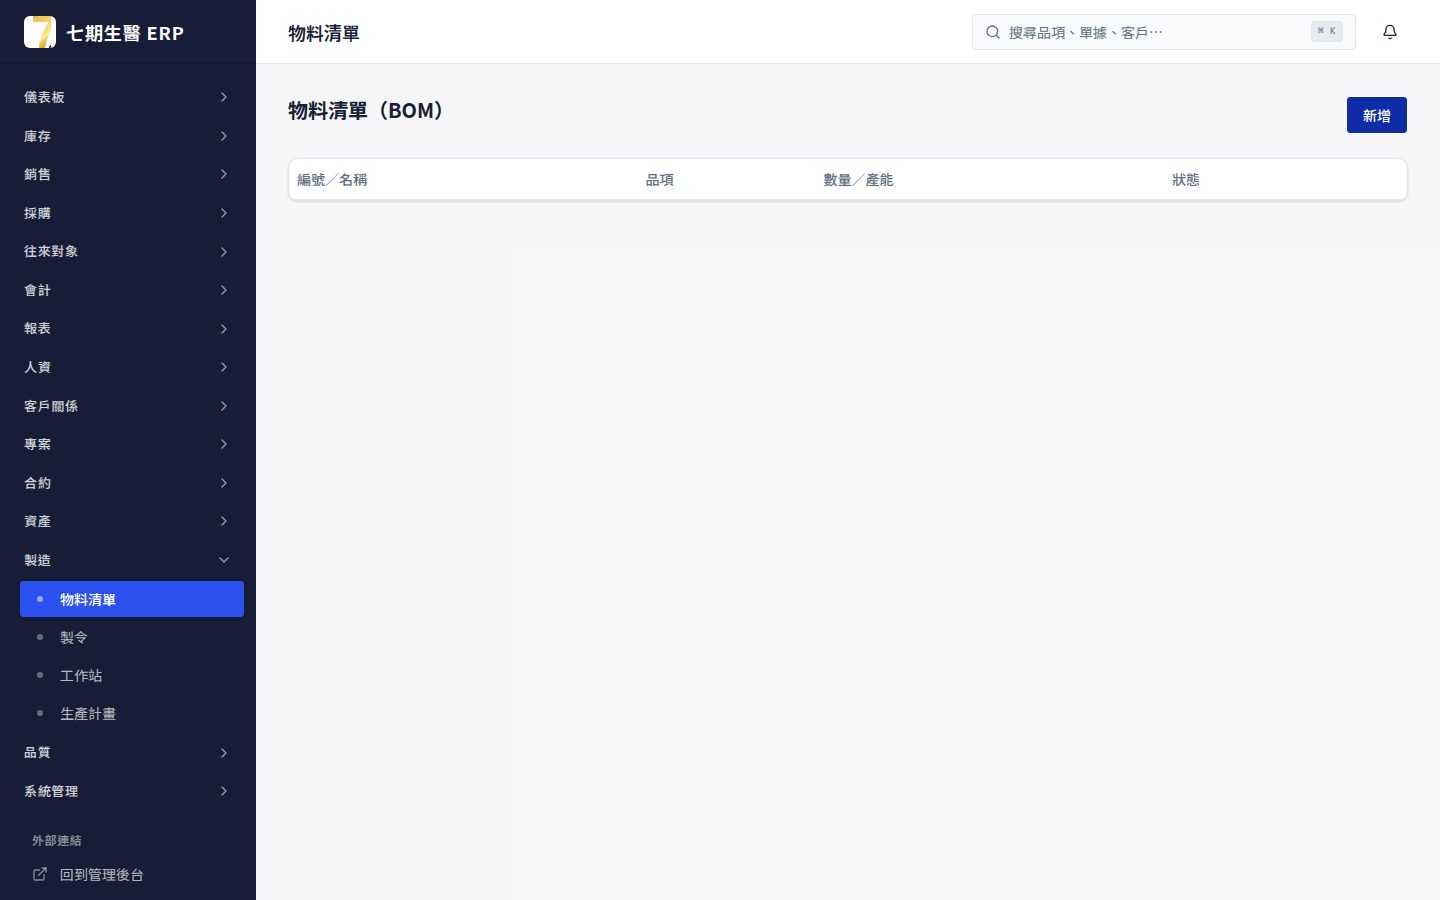 七期生醫 ERP
物料清單
搜尋品項、單據、客戶…
⌘ K
儀表板
庫存
銷售
採購
往來對象
會計
報表
人資
客戶關係
專案
合約
資產
製造
物料清單
製令
工作站
生產計畫
品質
系統管理
外部連結
回到管理後台
物料清單（BOM）
新增
編號／名稱 品項 數量／產能 狀態